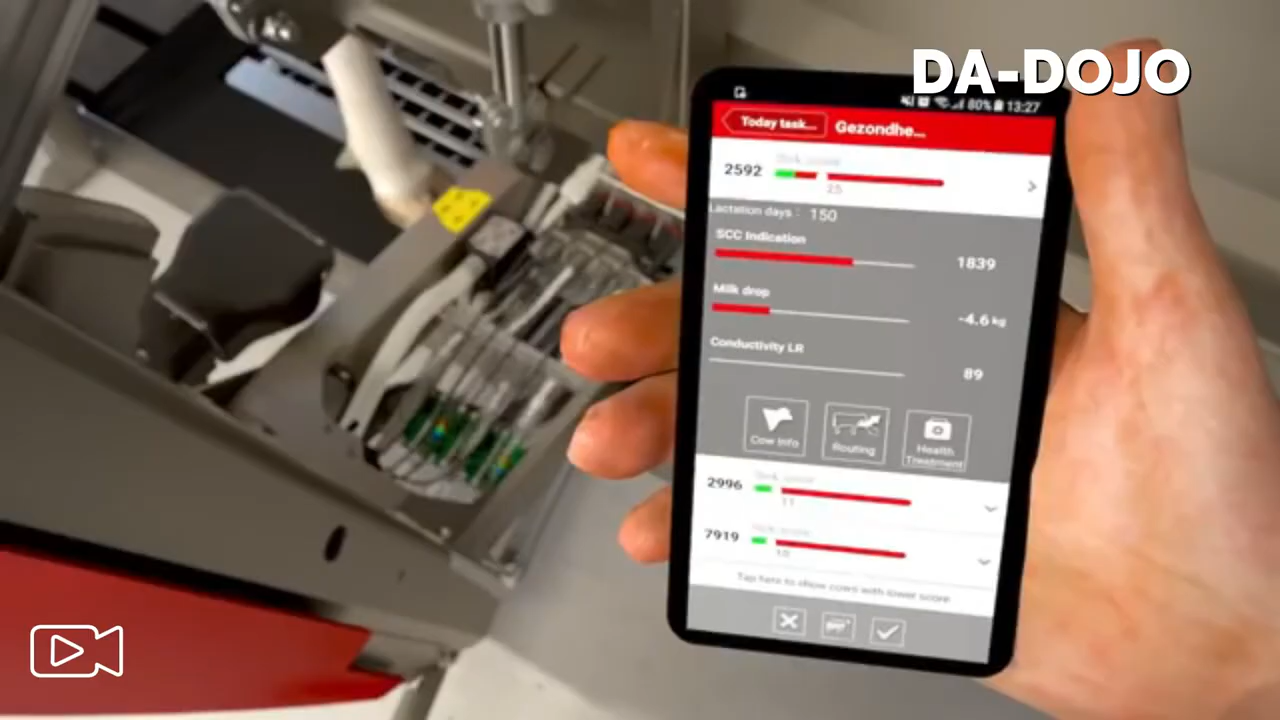 DA-DOJO
80% 13:27
Today task... Gezondhe...
2592
25
Lactation days : 150
SCC Indication
1839
Milk drop
-4.6 kg
Conductivity LR
89
Cow Info
Routing
Health
Treatment
2996
11
7919
10
Tap here to show cows with lower score